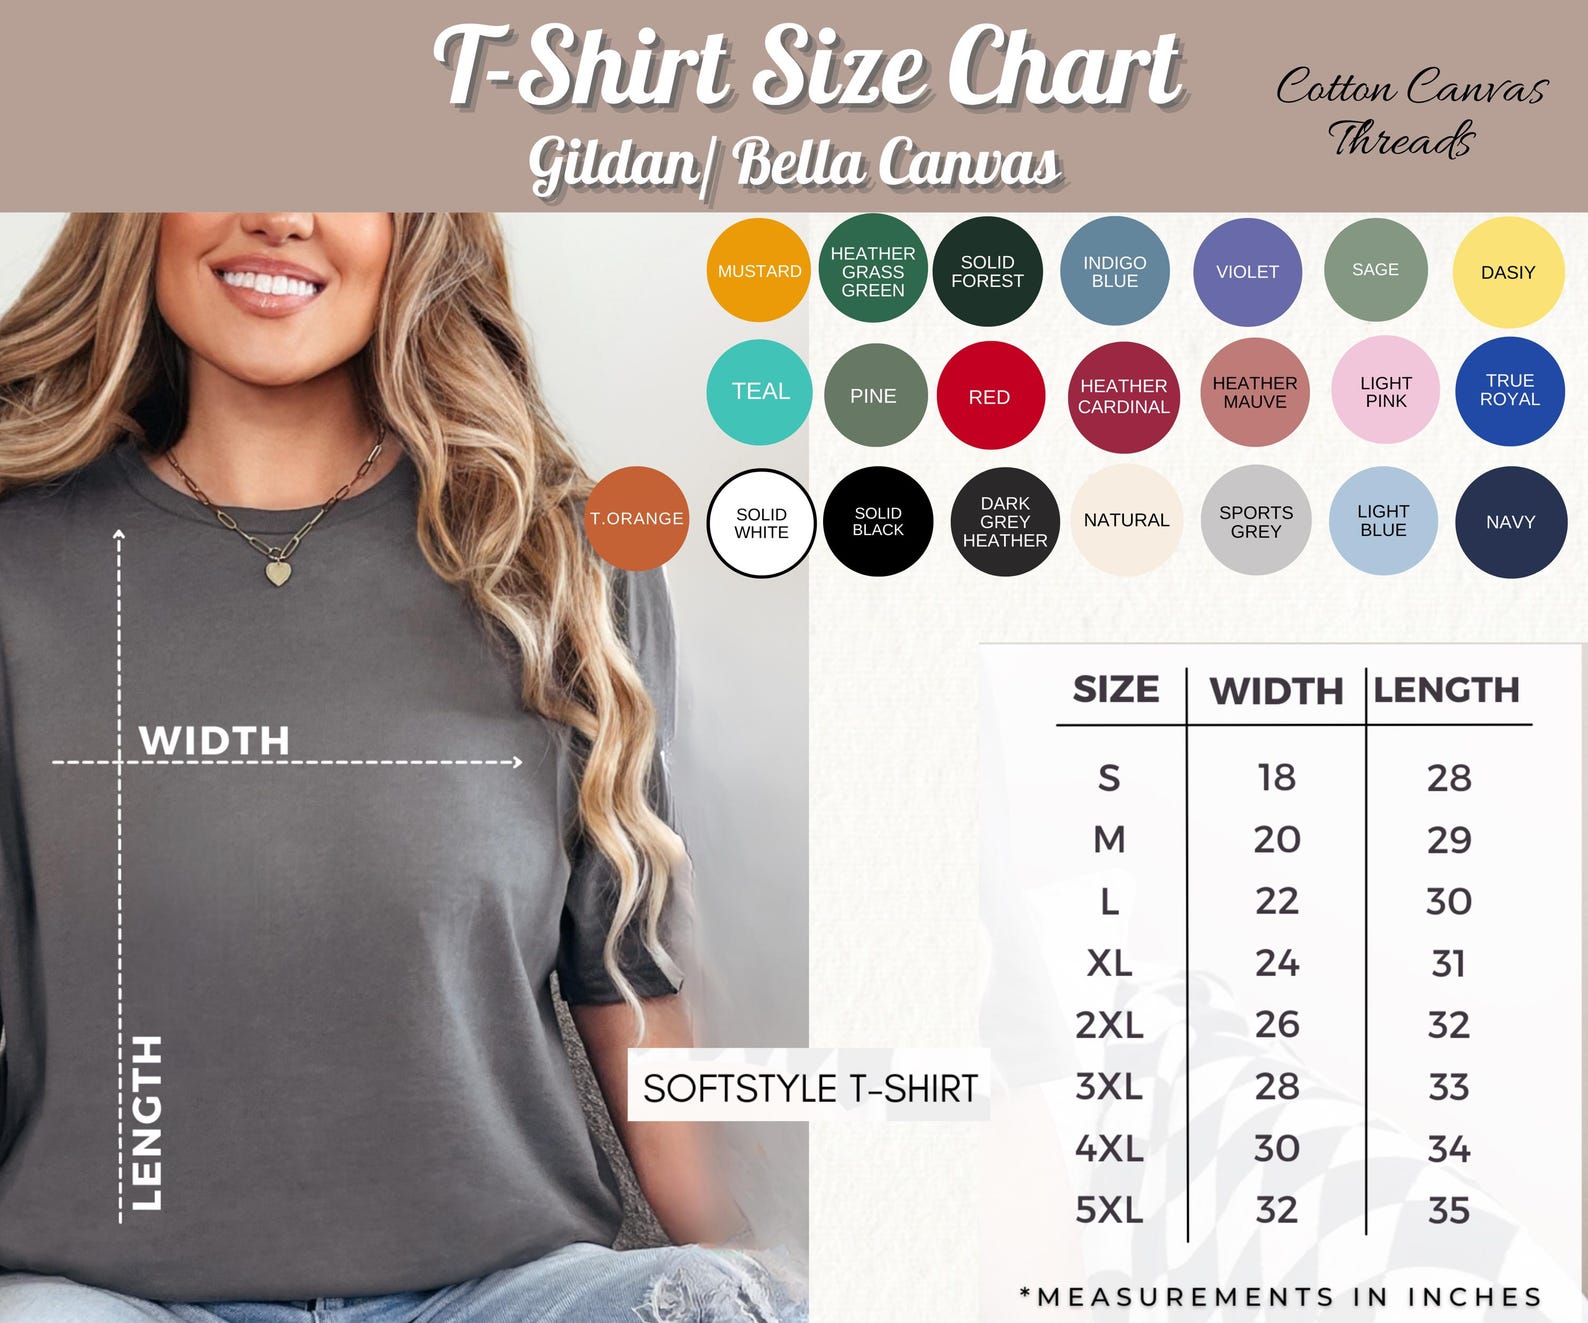 T-Shirt Size Chart
Gildan/ Bella Canvas
Cotton Canvas
Threads
MUSTARD
HEATHER
GRASS
GREEN
SOLID
FOREST
INDIGO
BLUE
VIOLET
SAGE
DASIY
TEAL
PINE
RED
HEATHER
CARDINAL
HEATHER
MAUVE
LIGHT
PINK
TRUE
ROYAL
T.ORANGE
SOLID
WHITE
SOLID
BLACK
DARK
GREY
HEATHER
NATURAL
SPORTS
GREY
LIGHT
BLUE
NAVY
WIDTH
LENGTH
SOFTSTYLE T-SHIRT
SIZE WIDTH LENGTH
S 18 28
M 20 29
L 22 30
XL 24 31
2XL 26 32
3XL 28 33
4XL 30 34
5XL 32 35
*MEASUREMENTS IN INCHES